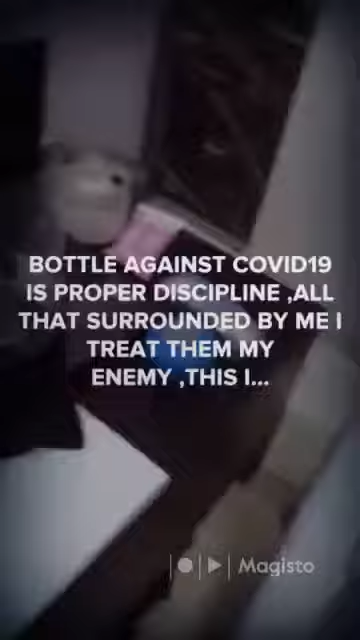 BOTTLE AGAINST COVID19
IS PROPER DISCIPLINE ,ALL
THAT SURROUNDED BY ME I
TREAT THEM MY
ENEMY ,THIS I...
Magisto